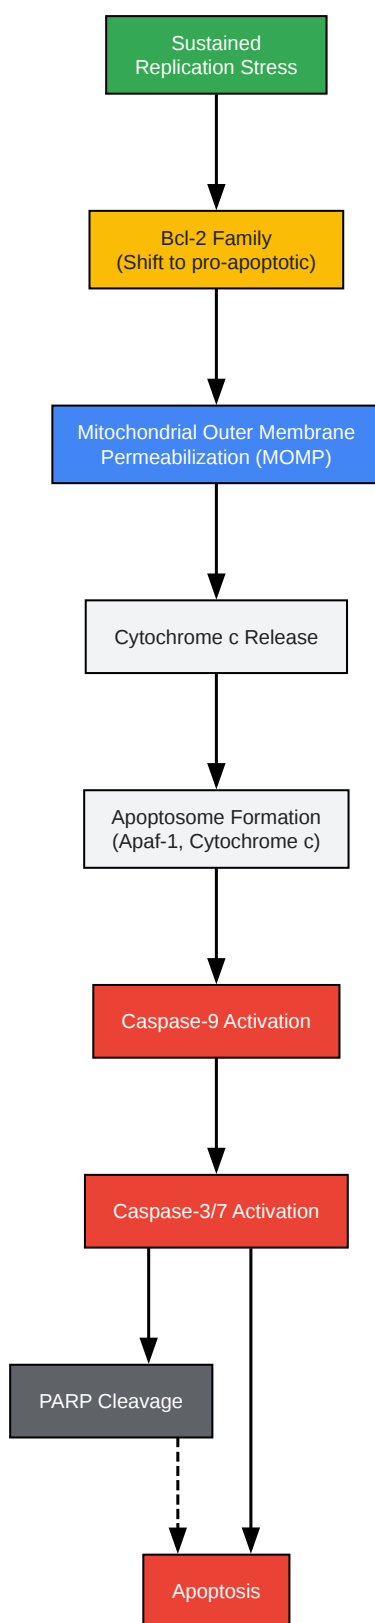 Sustained
Replication Stress
Bcl-2 Family
(Shift to pro-apoptotic)
Mitochondrial Outer Membrane
Permeabilization (MOMP)
Cytochrome c Release
Apoptosome Formation
(Apaf-1, Cytochrome c)
Caspase-9 Activation
Caspase-3/7 Activation
PARP Cleavage
Apoptosis